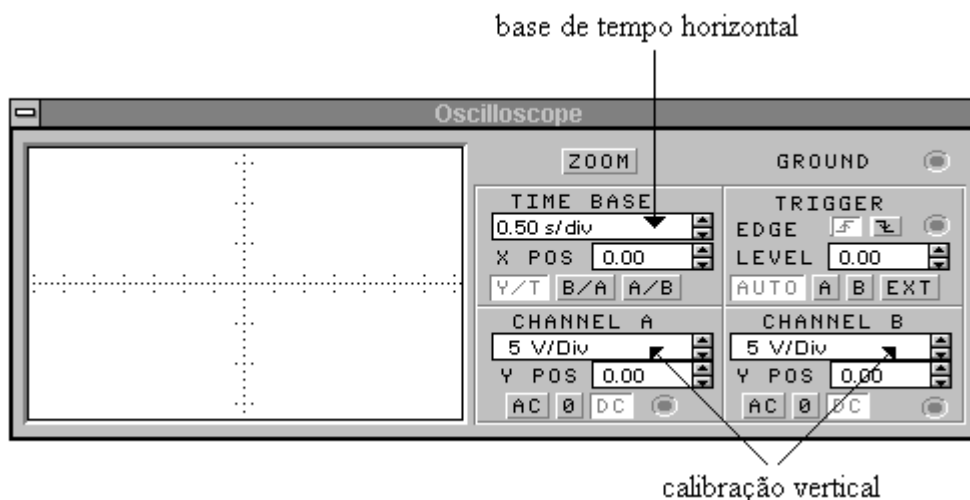 base de tempo horizontal
Oscilloscope
ZOOM
GROUND
TIME BASE
0.50 s/div
X POS 0.00
Y/T B/A A/B
TRIGGER
EDGE
LEVEL 0.00
AUTO A B EXT
CHANNEL A
5 V/Div
Y POS 0.00
AC 0 DC
CHANNEL B
5 V/Div
Y POS 0.00
AC 0 DC
calibração vertical